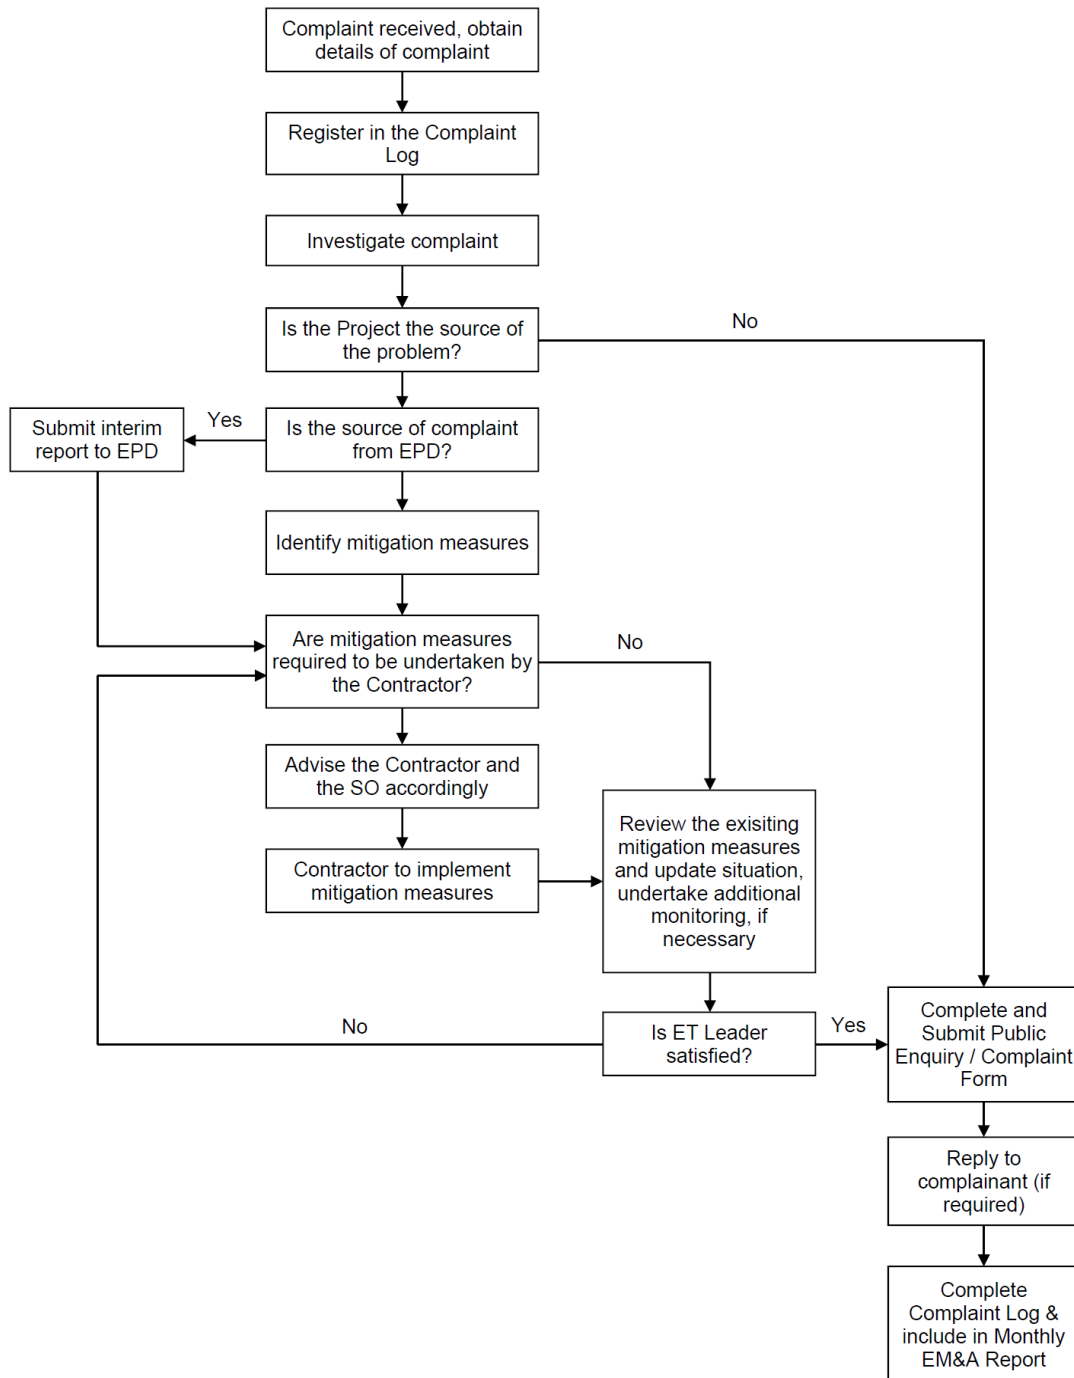 Complaint received, obtain
details of complaint
Register in the Complaint
Log
Investigate complaint
Is the Project the source of
the problem?
No
Submit interim
report to EPD
Yes
Is the source of complaint
from EPD?
Identify mitigation measures
Are mitigation measures
required to be undertaken by
the Contractor?
No
Advise the Contractor and
the SO accordingly
Contractor to implement
mitigation measures
Review the exisiting
mitigation measures
and update situation,
undertake additional
monitoring, if
necessary
No
Is ET Leader
satisfied?
Yes
Complete and
Submit Public
Enquiry / Complaint
Form
Reply to
complainant (if
required)
Complete
Complaint Log &
include in Monthly
EM&A Report